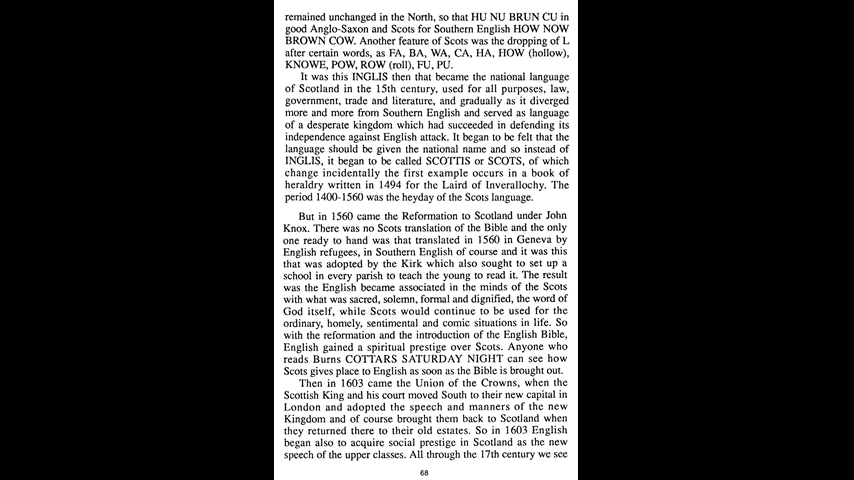 remained unchanged in the North, so that HU NU BRUN CU in
good Anglo-Saxon and Scots for Southern English HOW NOW
BROWN COW. Another feature of Scots was the dropping of L
after certain words, as FA, BA, WA, CA, HA, HOW (hollow),
KNOWE, POW, ROW (roll), FU, PU.
It was this INGLIS then that became the national language
of Scotland in the 15th century, used for all purposes, law,
government, trade and literature, and gradually as it diverged
more and more from Southern English and served as language
of a desperate kingdom which had succeeded in defending its
independence against English attack. It began to be felt that the
language should be given the national name and so instead of
INGLIS, it began to be called SCOTTIS or SCOTS, of which
change incidentally the first example occurs in a book of
heraldry written in 1494 for the Laird of Inverallochy. The
period 1400-1560 was the heyday of the Scots language.
But in 1560 came the Reformation to Scotland under John
Knox. There was no Scots translation of the Bible and the only
one ready to hand was that translated in 1560 in Geneva by
English refugees, in Southern English of course and it was this
that was adopted by the Kirk which also sought to set up a
school in every parish to teach the young to read it. The result
was the English became associated in the minds of the Scots
with what was sacred, solemn, formal and dignified, the word of
God itself, while Scots would continue to be used for the
ordinary, homely, sentimental and comic situations in life. So
with the reformation and the introduction of the English Bible,
English gained a spiritual prestige over Scots. Anyone who
reads Burns COTTARS SATURDAY NIGHT can see how
Scots gives place to English as soon as the Bible is brought out.
Then in 1603 came the Union of the Crowns, when the
Scottish King and his court moved South to their new capital in
London and adopted the speech and manners of the new
Kingdom and of course brought them back to Scotland when
they returned there to their old estates. So in 1603 English
began also to acquire social prestige in Scotland as the new
speech of the upper classes. All through the 17th century we see
68